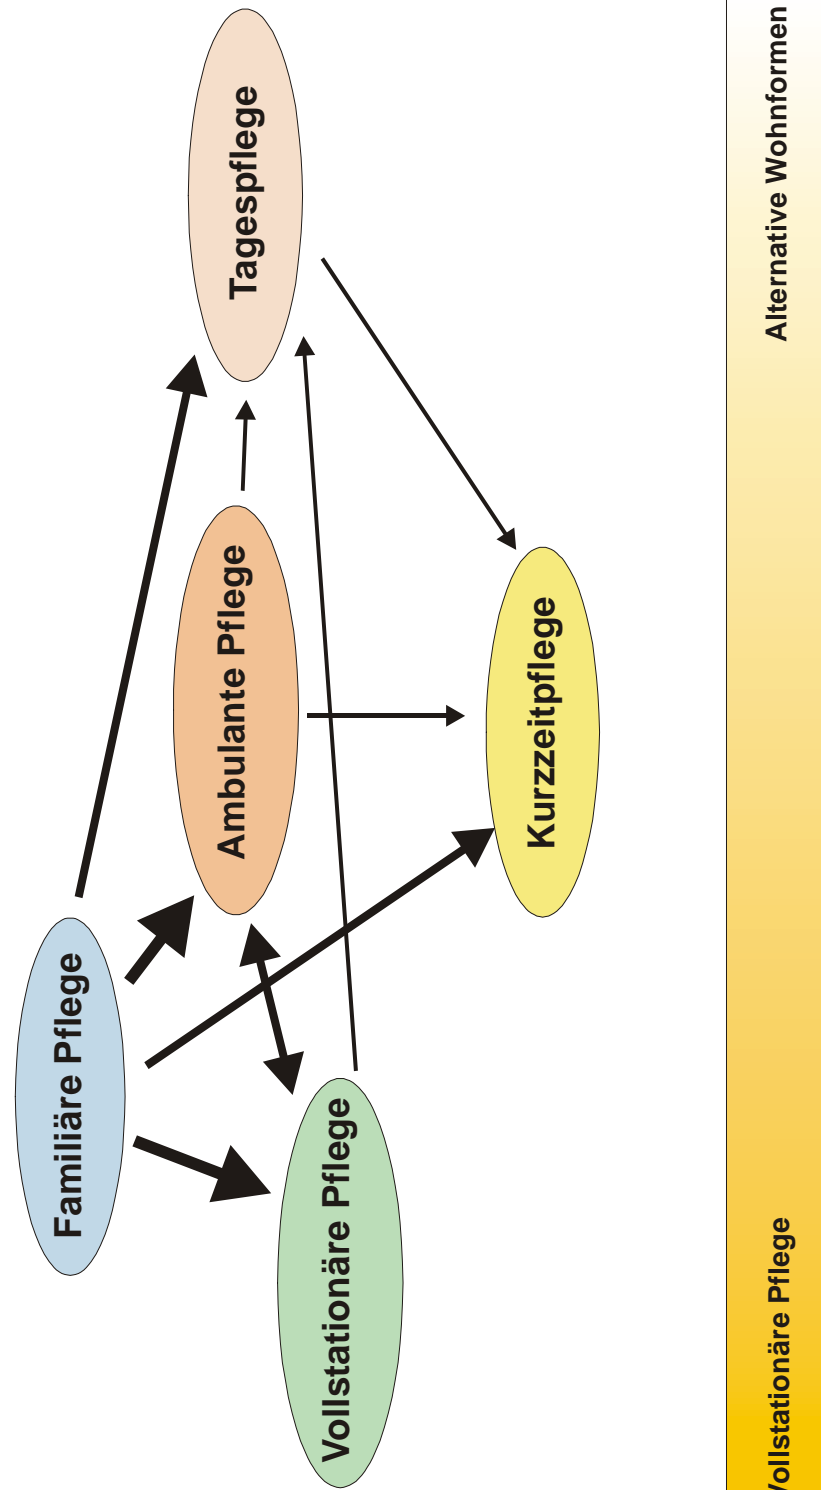 Familiäre Pflege
Vollstationäre Pflege
Ambulante Pflege
Tagespflege
Kurzzeitpflege
Vollstationäre Pflege
Alternative Wohnformen